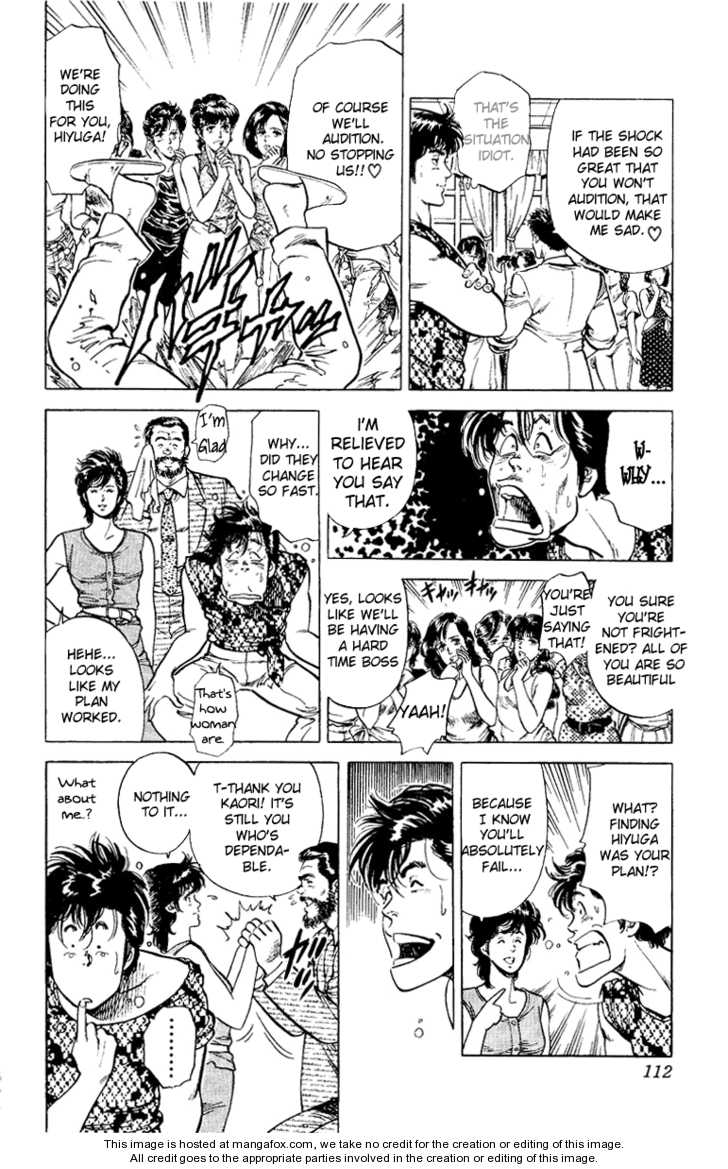 IF THE SHOCK
HAD BEEN SO
GREAT THAT
YOU WON'T
AUDITION, THAT
WOULD MAKE
ME SAD. ♡
THAT'S
THE
SITUATION
IDIOT.
OF COURSE
WE'LL
AUDITION.
NO STOPPING
US!! ♡
WE'RE
DOING
THIS
FOR YOU,
HIYUGA!
W-
WHY...
I'M
RELIEVED
TO HEAR
YOU SAY
THAT.
WHY...
DID THEY
CHANGE
SO FAST.
I'm
Glad
HEHE...
LOOKS
LIKE MY
PLAN
WORKED.
That's
how
woman
are.
YOU SURE
YOU'RE
NOT FRIGHT-
ENED? ALL OF
YOU ARE SO
BEAUTIFUL
YOU'RE
JUST
SAYING
THAT!
キャッ キャッ
YAAH!
YES, LOOKS
LIKE WE'LL
BE HAVING
A HARD
TIME BOSS
WHAT?
FINDING
HIYUGA
WAS YOUR
PLAN!?
BECAUSE
I KNOW
YOU'LL
ABSOLUTELY
FAIL...
T-THANK YOU
KAORI! IT'S
STILL YOU
WHO'S
DEPENDA-
BLE.
NOTHING
TO IT...
What
about
me..?
112
This image is hosted at mangafox.com, we take no credit for the creation or editing of this image.
All credit goes to the appropriate parties involved in the creation or editing of this image.